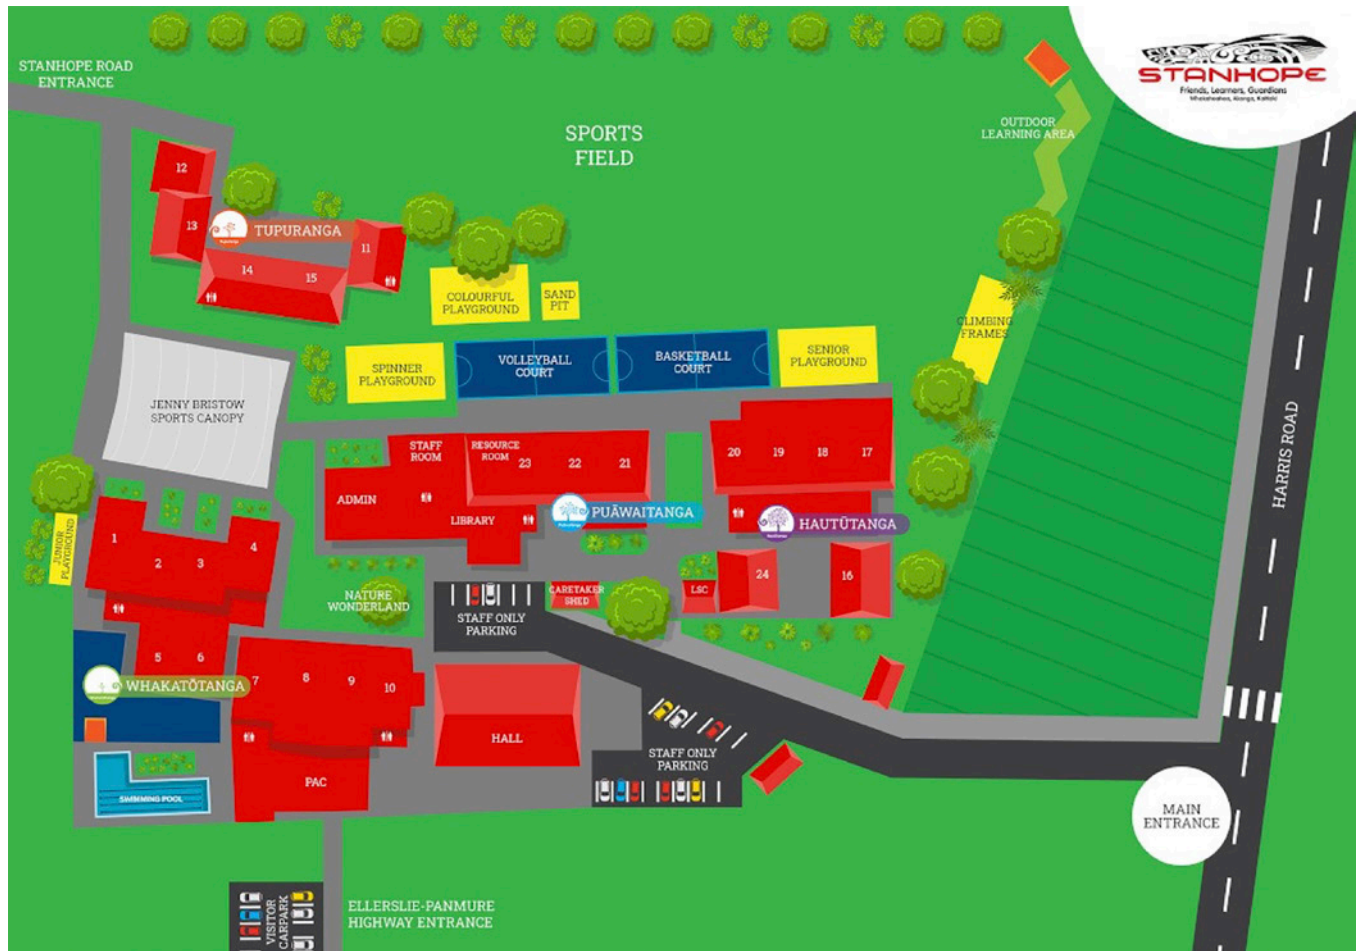 STANHOPE ROAD
ENTRANCE
STANHOPE
Friends, Learners, Guardians
OUTDOOR
LEARNING AREA
SPORTS
FIELD
12
13
TUPURANGA
11
14
15
COLOURFUL
PLAYGROUND
SAND
PIT
CLIMBING
FRAMES
SPINNER
PLAYGROUND
VOLLEYBALL
COURT
BASKETBALL
COURT
SENIOR
PLAYGROUND
JENNY BRISTOW
SPORTS CANOPY
HARRIS ROAD
STAFF
ROOM
RESOURCE
ROOM
23
22
21
20
19
18
17
ADMIN
LIBRARY
PUĀWAITANGA
HAUTŪTANGA
JUNIOR
PLAYGROUND
1
2
3
4
24
16
LSC
CARETAKER
SHED
NATURE
WONDERLAND
STAFF ONLY
PARKING
5
6
WHAKATŌTANGA
7
8
9
10
HALL
STAFF ONLY
PARKING
PAC
SIMMING POOL
MAIN
ENTRANCE
VISITOR
CARPARK
ELLERSLIE-PANMURE
HIGHWAY ENTRANCE